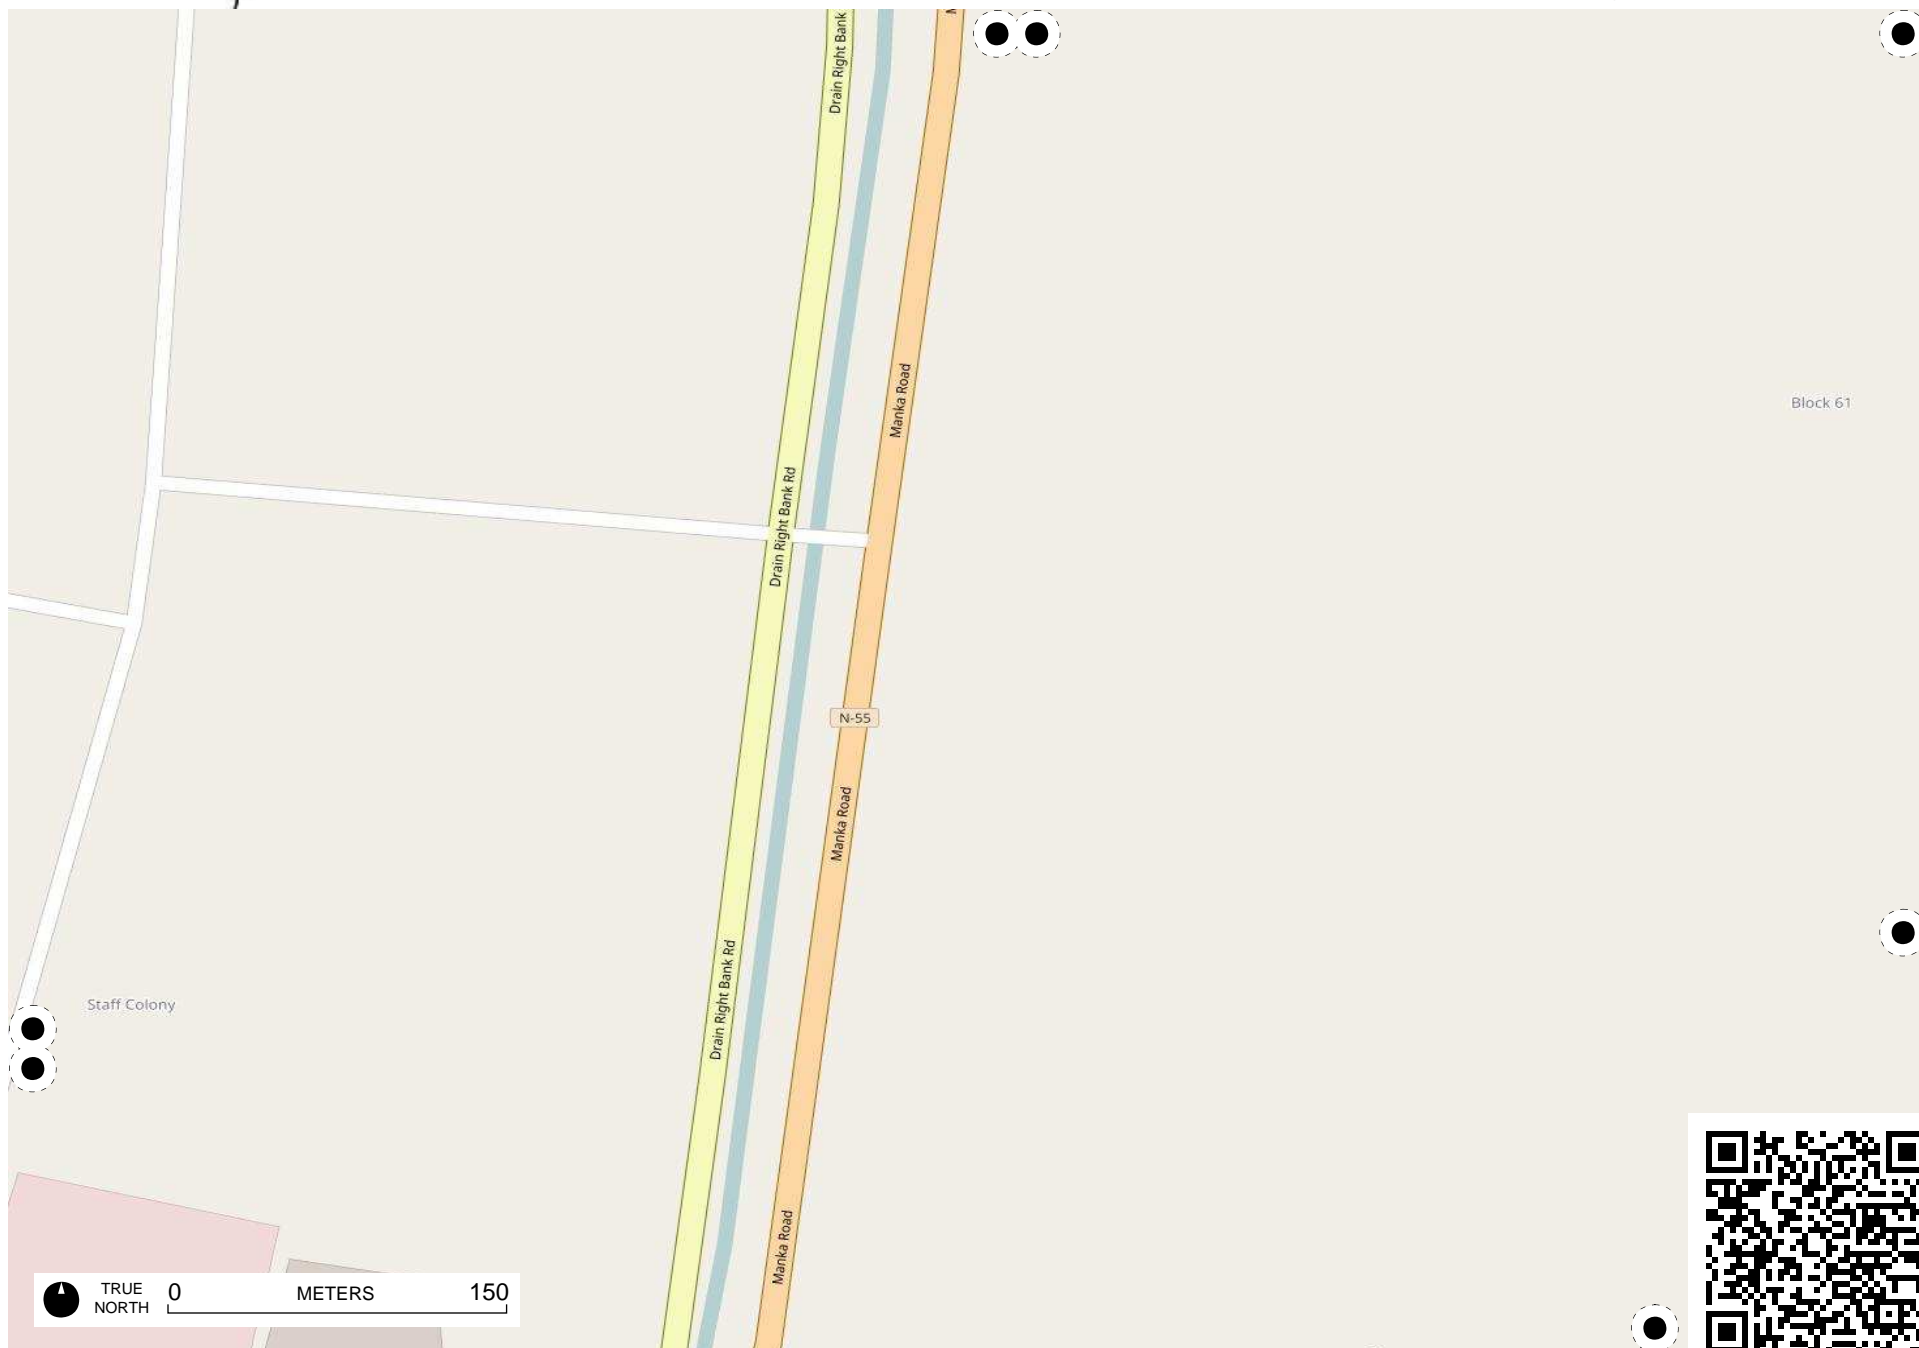 Drain Right Bank
Manka Road
Block 61
Drain Right Bank Rd
N-55
Manka Road
Drain Right Bank Rd
Staff Colony
Manka Road
TRUE
NORTH
0 METERS 150